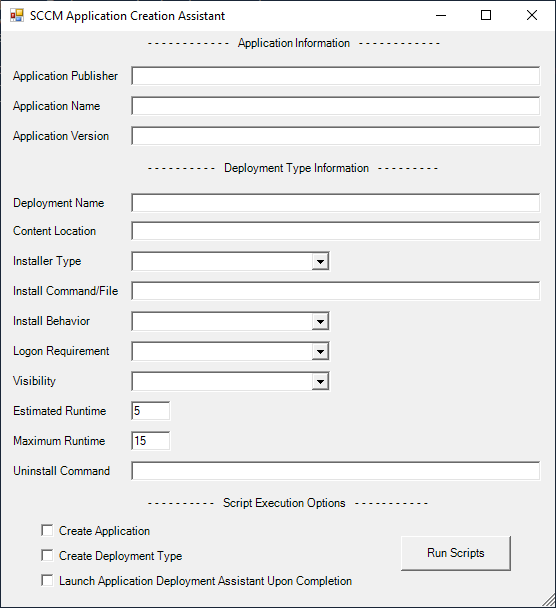 SCCM Application Creation Assistant
- - - - - - - - - - - - Application Information - - - - - - - - - - - -
Application Publisher
Application Name
Application Version
- - - - - - - - - - Deployment Type Information - - - - - - - - -
Deployment Name
Content Location
Installer Type
Install Command/File
Install Behavior
Logon Requirement
Visibility
Estimated Runtime 5
Maximum Runtime 15
Uninstall Command
- - - - - - - - - - Script Execution Options - - - - - - - - - - -
Create Application
Create Deployment Type
Run Scripts
Launch Application Deployment Assistant Upon Completion